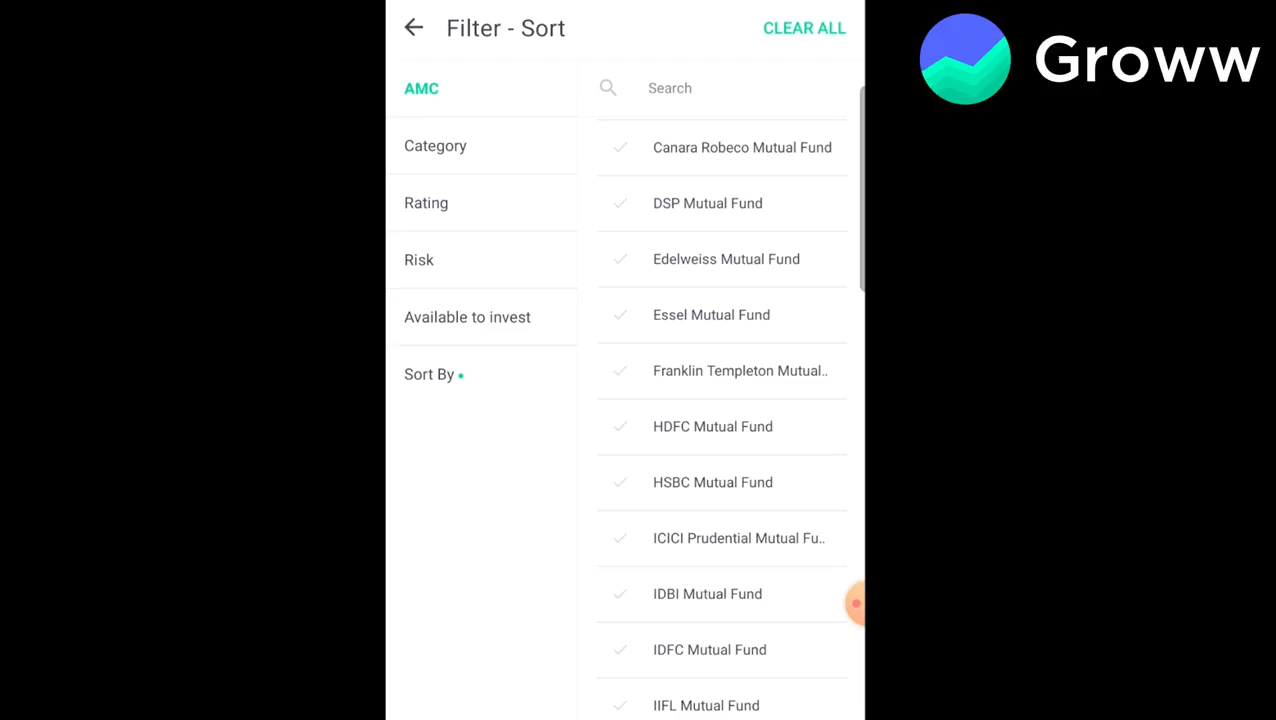 Filter - Sort
CLEAR ALL
Groww
AMC
Category
Rating
Risk
Available to invest
Sort By
Search
Canara Robeco Mutual Fund
DSP Mutual Fund
Edelweiss Mutual Fund
Essel Mutual Fund
Franklin Templeton Mutual..
HDFC Mutual Fund
HSBC Mutual Fund
ICICI Prudential Mutual Fu..
IDBI Mutual Fund
IDFC Mutual Fund
IIFL Mutual Fund